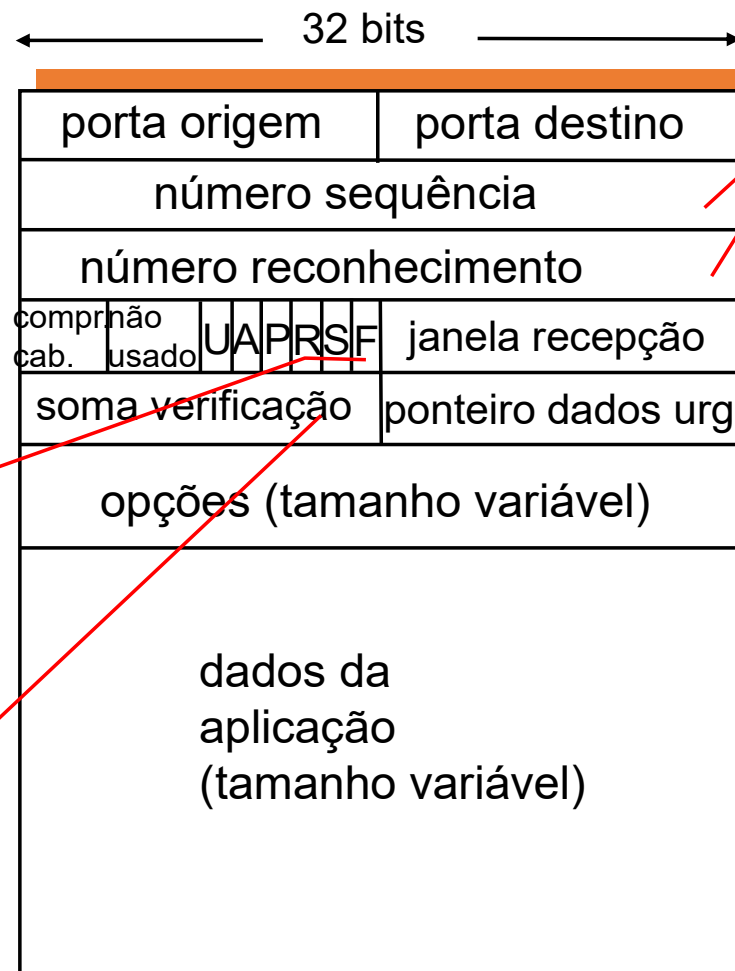 32 bits
porta origem porta destino
número sequência
número reconhecimento
compr. não
cab. usado U A P R S F janela recepção
soma verificação ponteiro dados urg
opções (tamanho variável)
dados da
aplicação
(tamanho variável)